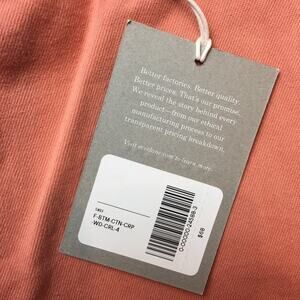 Better factories. Better quality.
Better prices. That's our promise.
We reveal the story behind every
product—from our ethical
manufacturing process to our
transparent pricing breakdown.
Visit everlane.com to learn more.
F-BTM-CTN-CRP
-WD-CRL-4
$68